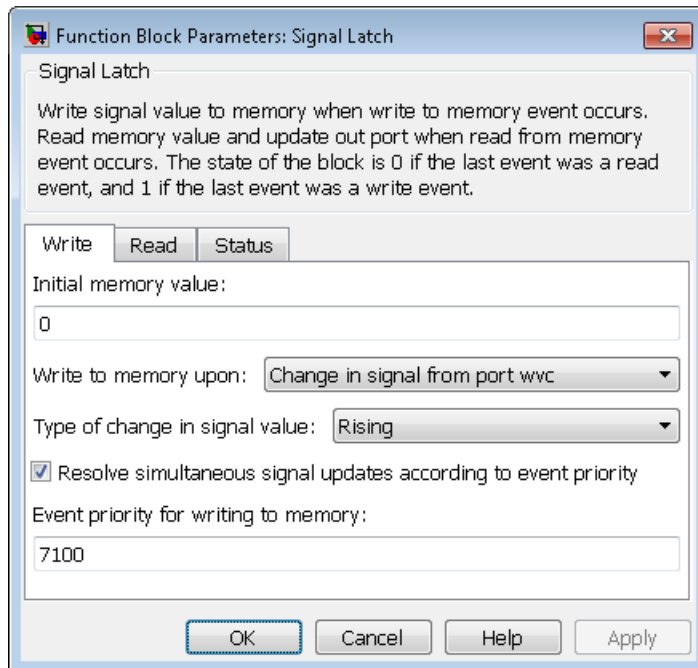 Function Block Parameters: Signal Latch
Signal Latch
Write signal value to memory when write to memory event occurs.
Read memory value and update out port when read from memory
event occurs. The state of the block is 0 if the last event was a read
event, and 1 if the last event was a write event.
Write Read Status
Initial memory value:
0
Write to memory upon: Change in signal from port wvc
Type of change in signal value: Rising
Resolve simultaneous signal updates according to event priority
Event priority for writing to memory:
7100
OK Cancel Help Apply